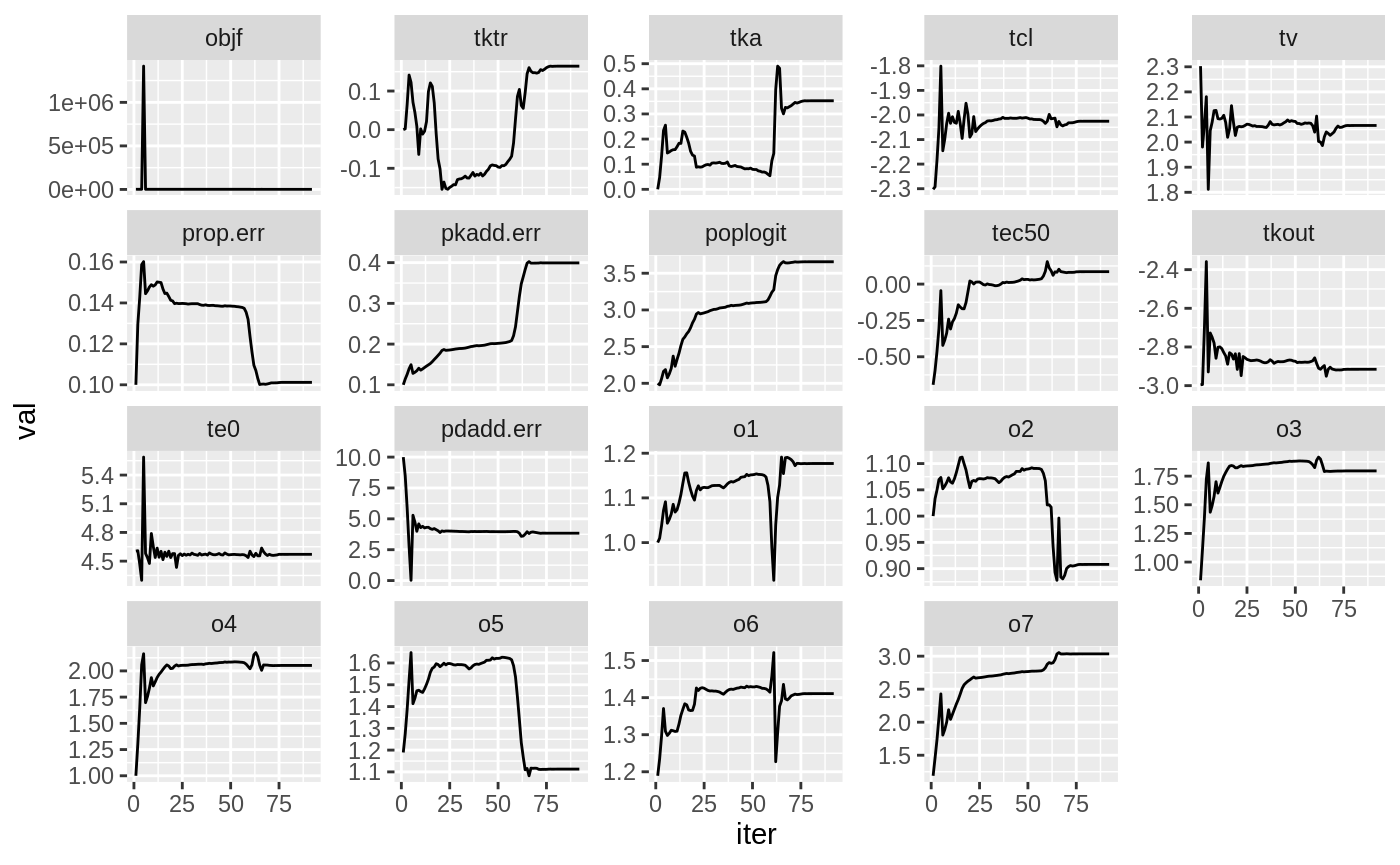 objf tktr tka tcl tv
1e+06 5e+05 0e+00
0.1 0.0 -0.1
0.5 0.4 0.3 0.2 0.1 0.0
-1.8 -1.9 -2.0 -2.1 -2.2 -2.3
2.3 2.2 2.1 2.0 1.9 1.8
prop.err pkadd.err poplogit tec50 tkout
0.16 0.14 0.12 0.10
0.4 0.3 0.2 0.1
3.5 3.0 2.5 2.0
0.00 -0.25 -0.50
-2.4 -2.6 -2.8 -3.0
val
te0 pdadd.err o1 o2 o3
5.4 5.1 4.8 4.5
10.0 7.5 5.0 2.5 0.0
1.2 1.1 1.0
1.10 1.05 1.00 0.95 0.90
1.75 1.50 1.25 1.00
0 25 50 75
o4 o5 o6 o7
2.00 1.75 1.50 1.25 1.00
1.6 1.5 1.4 1.3 1.2 1.1
1.5 1.4 1.3 1.2
3.0 2.5 2.0 1.5
0 25 50 75 0 25 50 75 0 25 50 75 0 25 50 75
iter